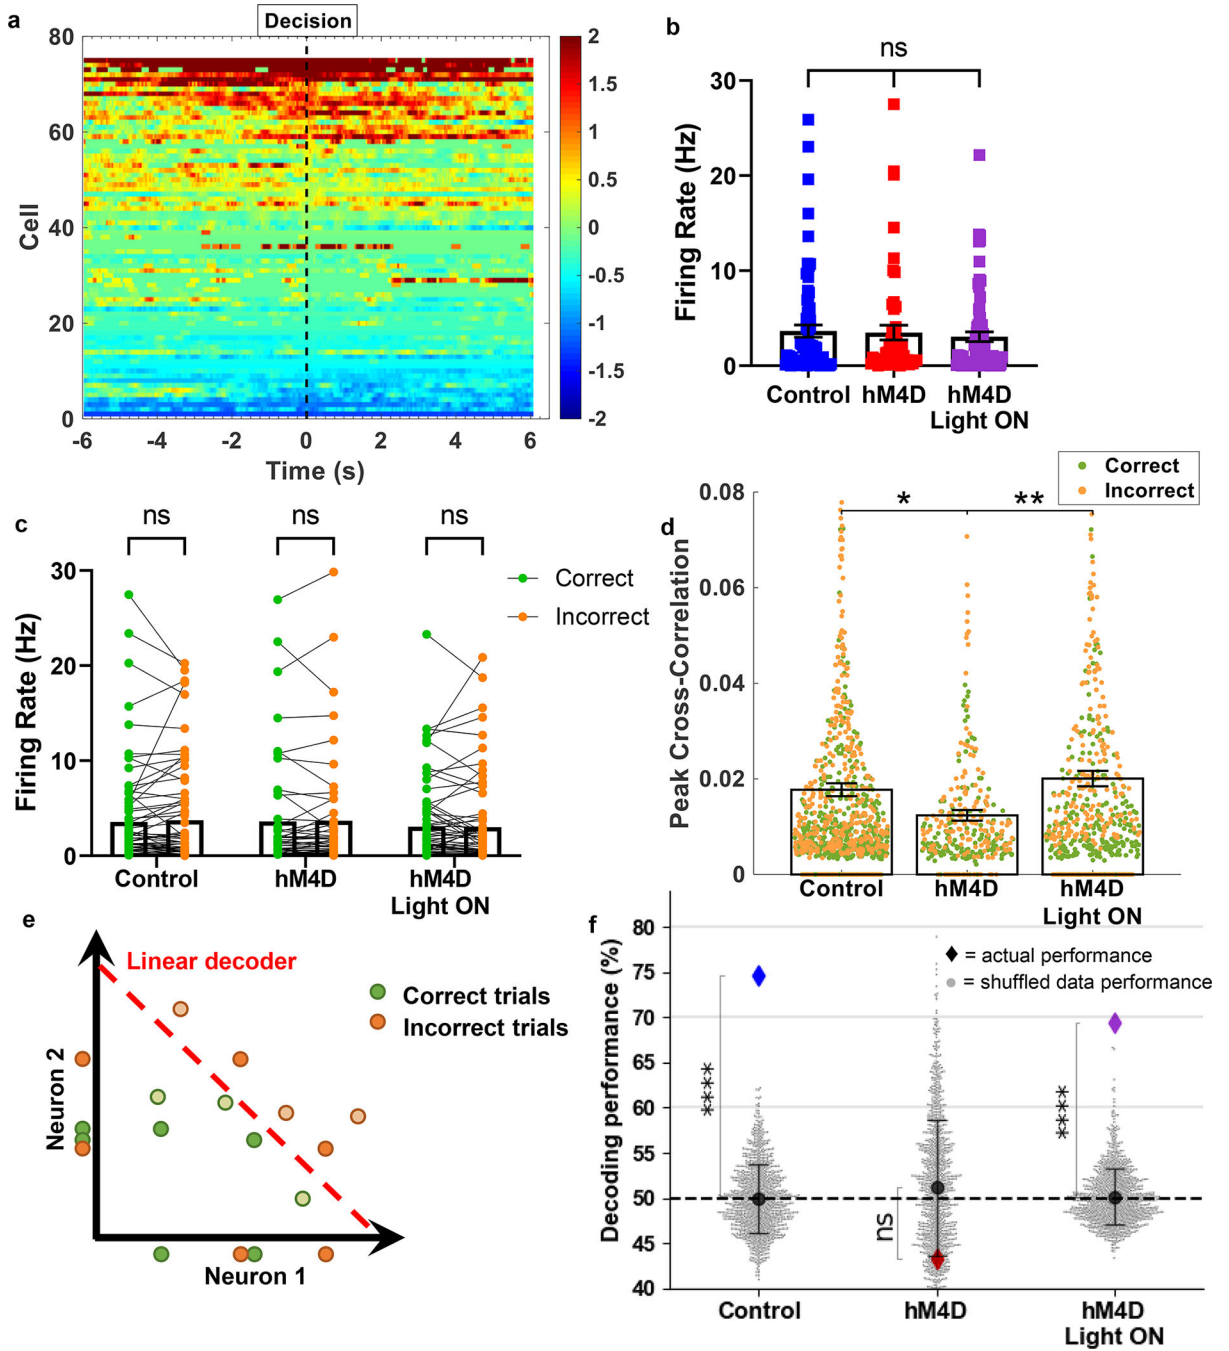 a
Decision
Cell
80
60
40
20
0
-6
-4
-2
0
2
4
6
Time (s)
2
1.5
1
0.5
0
-0.5
-1
-1.5
-2
b
ns
Firing Rate (Hz)
30
20
10
0
Control
hM4D
hM4D
Light ON
c
ns
ns
ns
Correct
Incorrect
Firing Rate (Hz)
30
20
10
0
Control
hM4D
hM4D
Light ON
d
Correct
Incorrect
*
**
Peak Cross-Correlation
0.08
0.06
0.04
0.02
0
Control
hM4D
hM4D
Light ON
e
Linear decoder
Correct trials
Incorrect trials
Neuron 2
Neuron 1
f
= actual performance
= shuffled data performance
Decoding performance (%)
80
75
70
65
60
55
50
45
40
****
ns
****
Control
hM4D
hM4D
Light ON